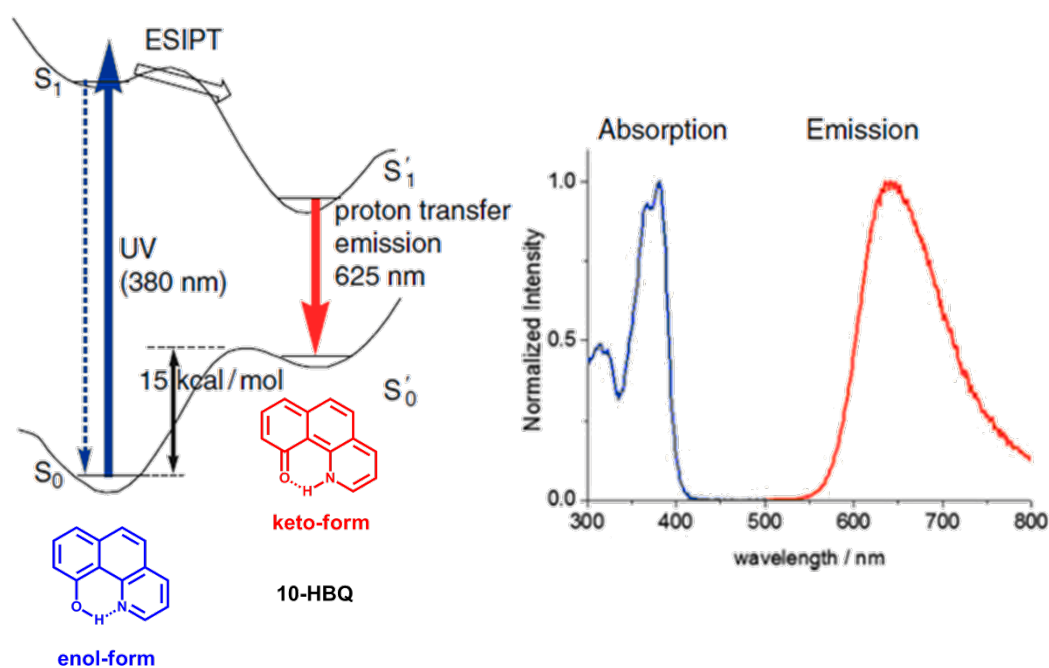 ESIPT
S1
S′1
proton transfer
emission
625 nm
UV
(380 nm)
15 kcal/mol
S′0
S0
O
H
N
keto-form
10-HBQ
O
H
N
enol-form
Absorption
Emission
1.0
0.5
0.0
Normalized Intensity
300
400
500
600
700
800
wavelength / nm